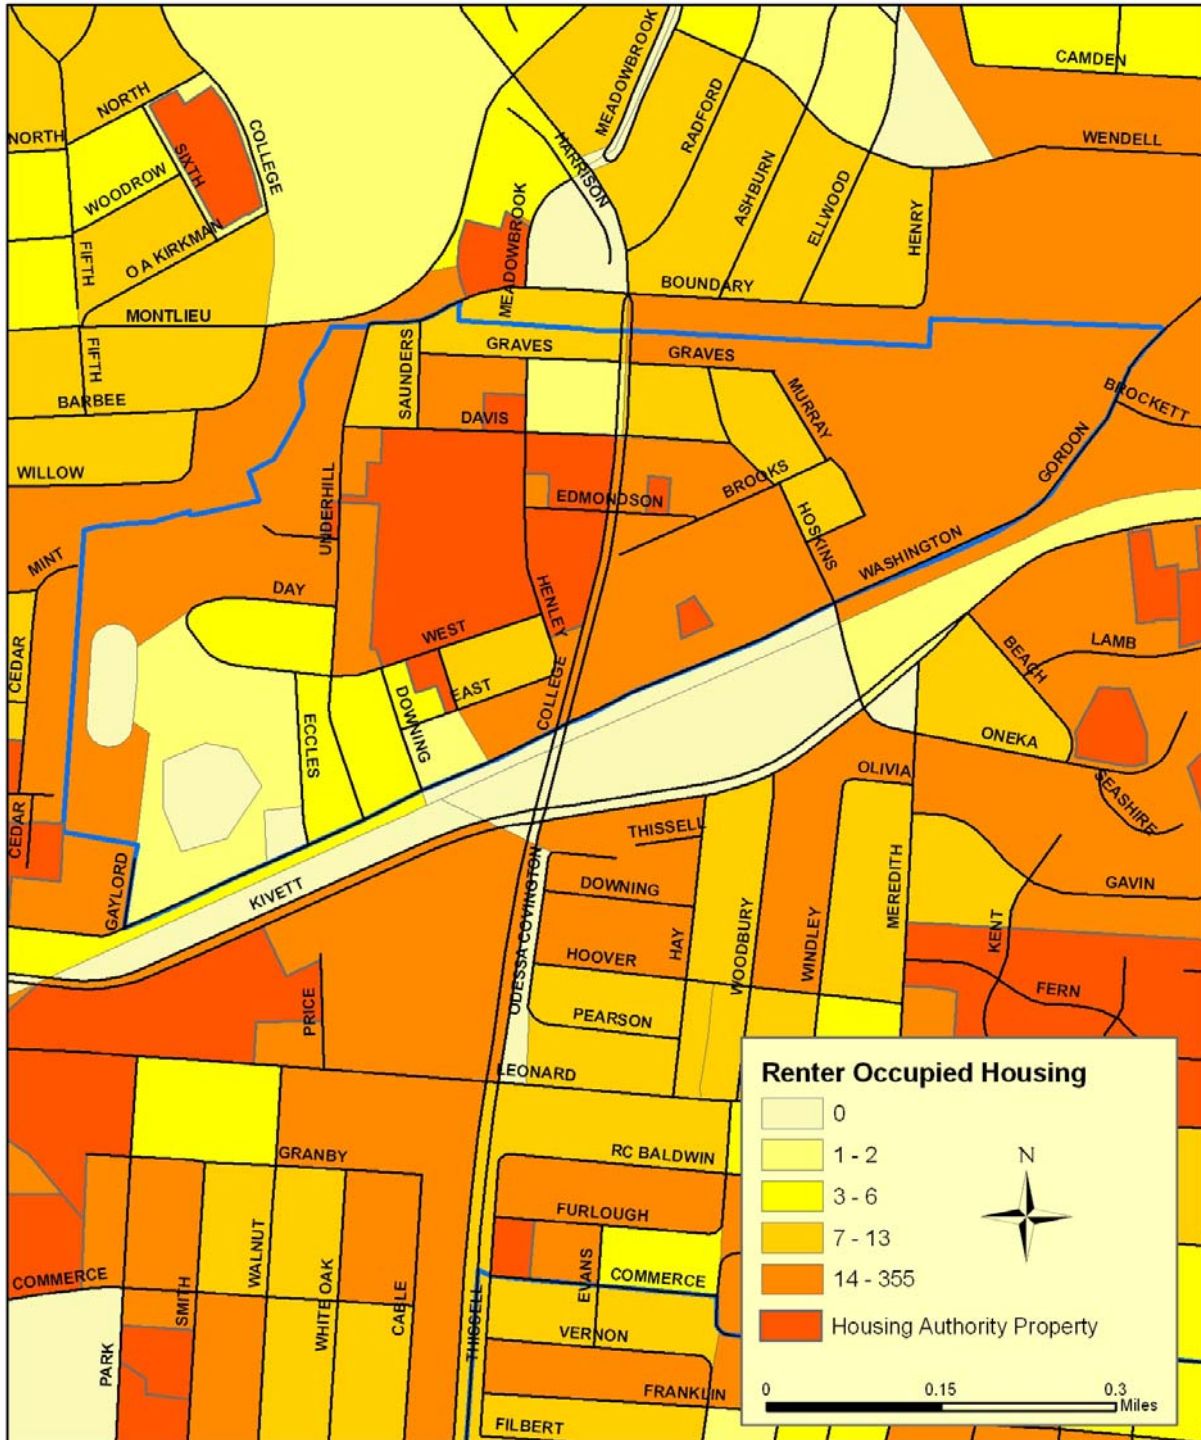 MEADOWBROOK
CAMDEN
NORTH
NORTH
COLLEGE
RADFORD
WENDELL
SIXTH
HARRISON
WOODROW
MEADOWBROOK
ASHBURN
ELLWOOD
HENRY
FIFTH
O A KIRKMAN
BOUNDARY
MONTLIEU
FIFTH
SAUNDERS
GRAVES
GRAVES
BARBEE
DAVIS
MURRAY
BROCKETT
WILLOW
UNDERHILL
EDMONDSON
BROOKS
GORDON
HOSKINS
WASHINGTON
MINT
DAY
HENLEY
WEST
BEACH
LAMB
CEDAR
EAST
COLLEGE
ECCLES
DOWNING
ONEKA
OLIVIA
SEASHIRE
CEDAR
THISSELL
GAYLORD
KIVETT
ODESSA COVINGTON
DOWNING
MEREDITH
GAVIN
HAY
WOODBURY
WINDLEY
KENT
HOOVER
FERN
PRICE
PEARSON
LEONARD
GRANBY
RC BALDWIN
FURLOUGH
COMMERCE
SMITH
WALNUT
WHITE OAK
CABLE
EVANS
COMMERCE
PARK
THISSELL
VERNON
FRANKLIN
FILBERT
Renter Occupied Housing
0
1 - 2
3 - 6
7 - 13
14 - 355
Housing Authority Property
N
0 0.15 0.3
Miles